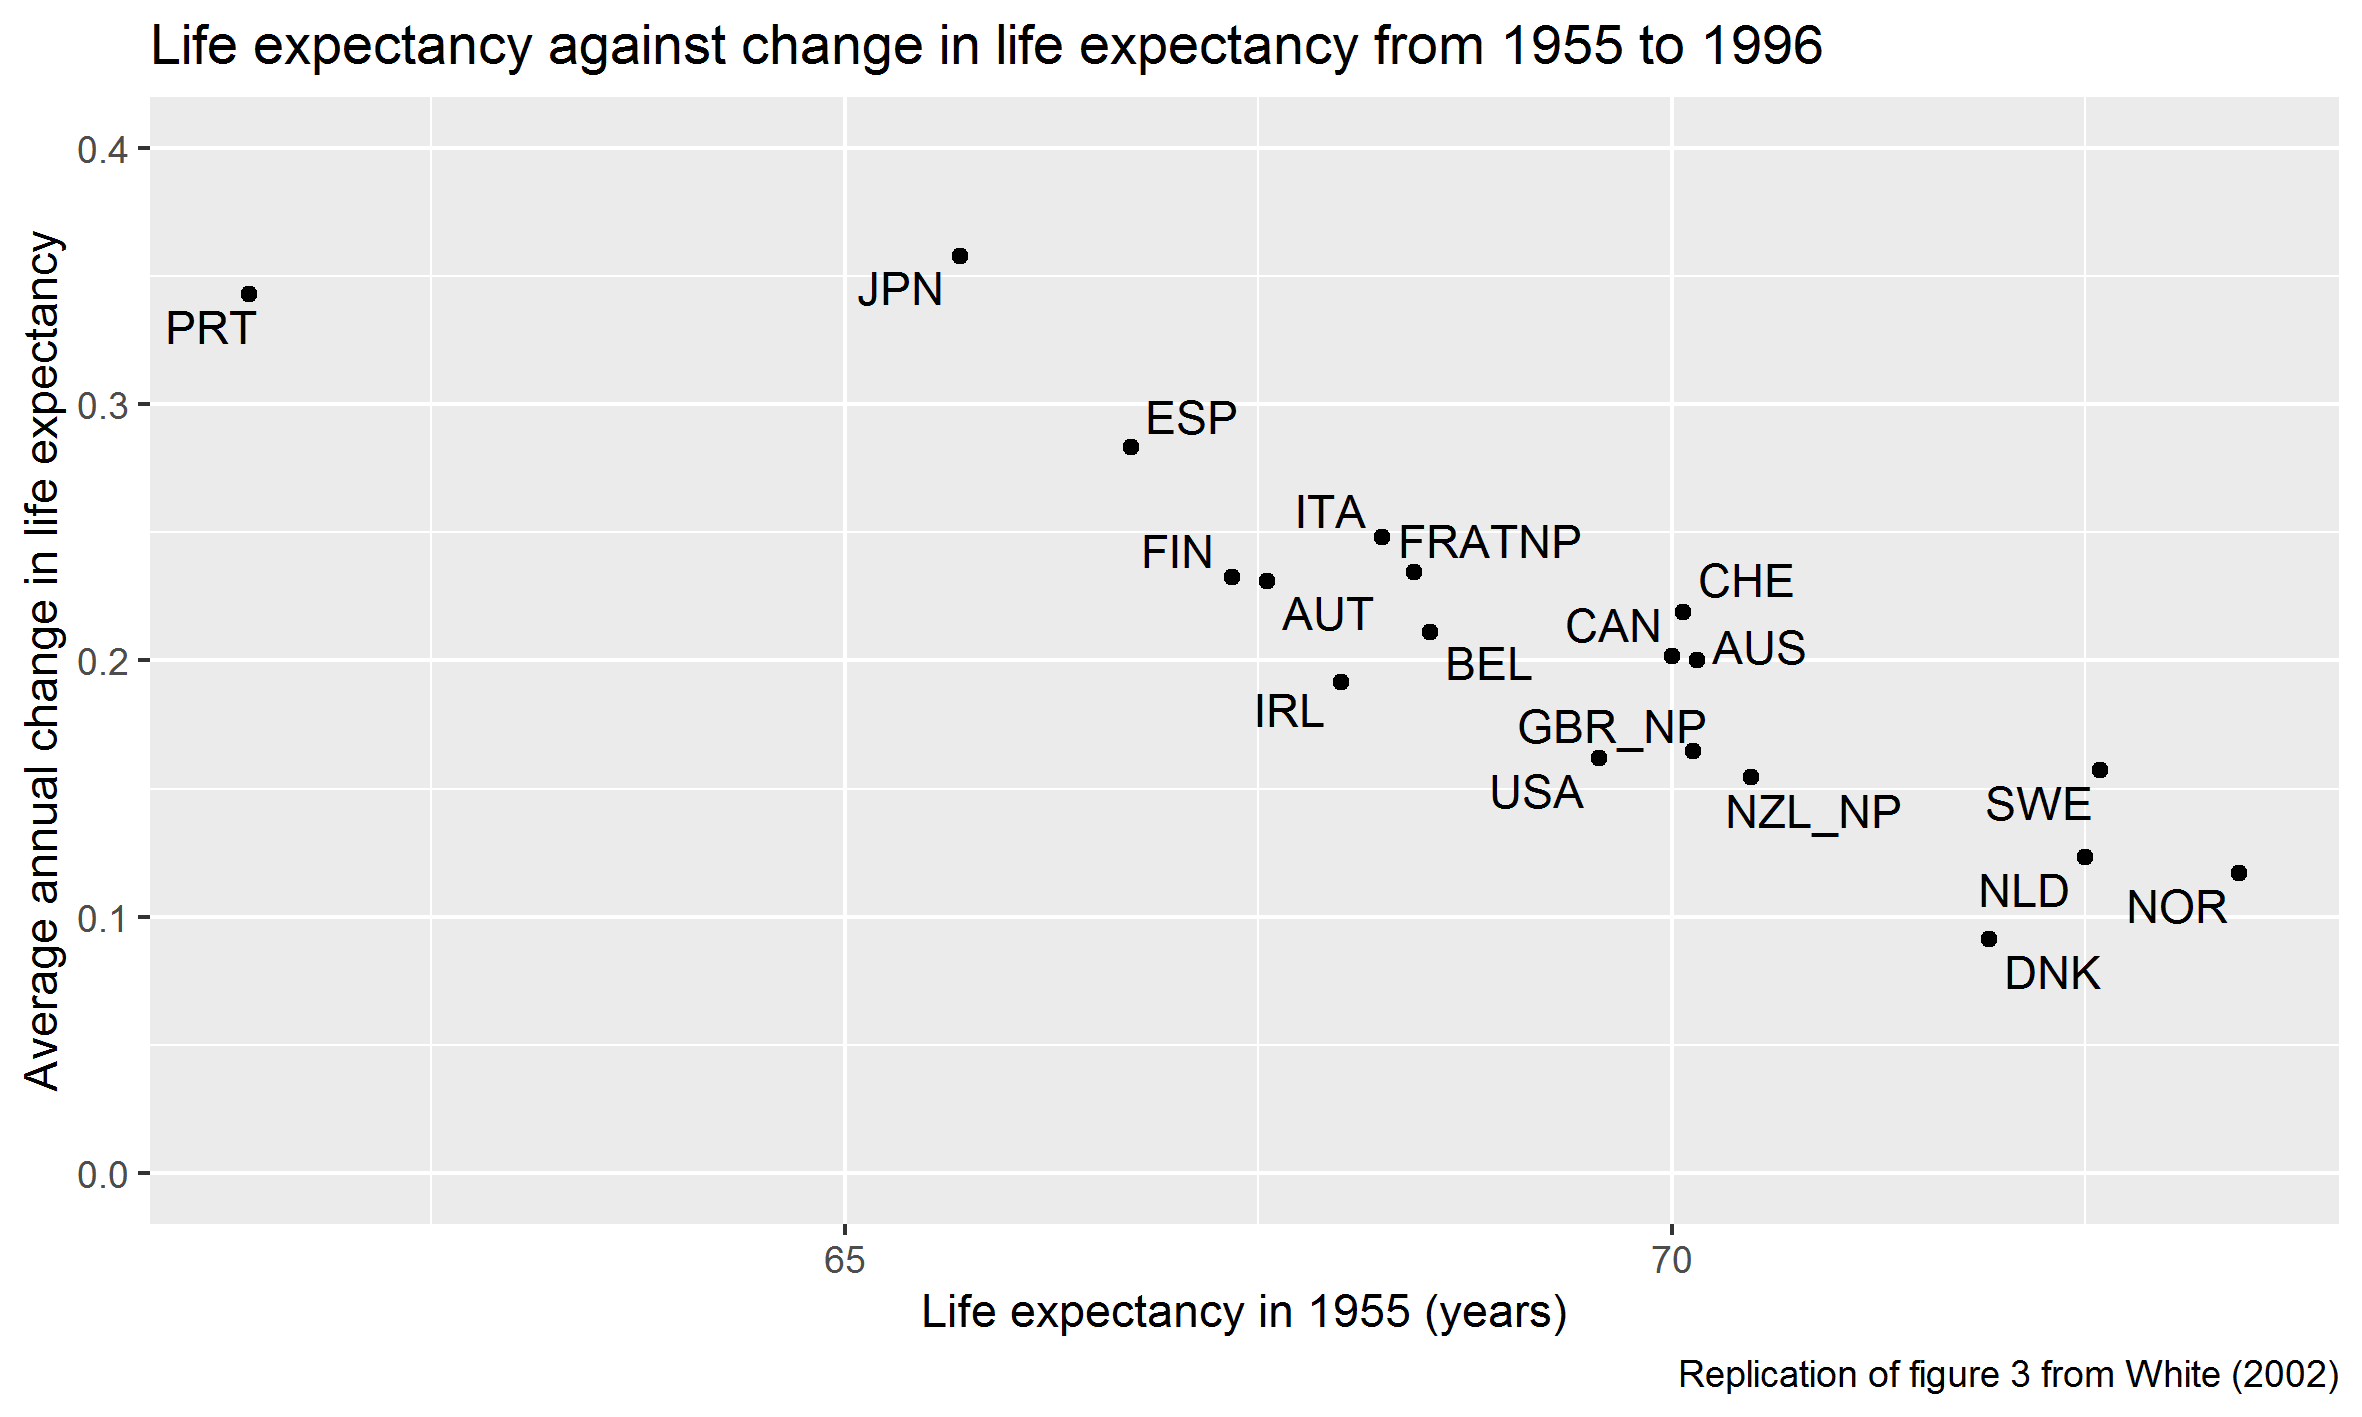 Life expectancy against change in life expectancy from 1955 to 1996
Average annual change in life expectancy
0.4
0.3
0.2
0.1
0.0
JPN
PRT
ESP
ITA
FRATNP
FIN
CHE
AUT
CAN
AUS
BEL
IRL
GBR_NP
USA
NZL_NP
SWE
NLD
NOR
DNK
65
70
Life expectancy in 1955 (years)
Replication of figure 3 from White (2002)